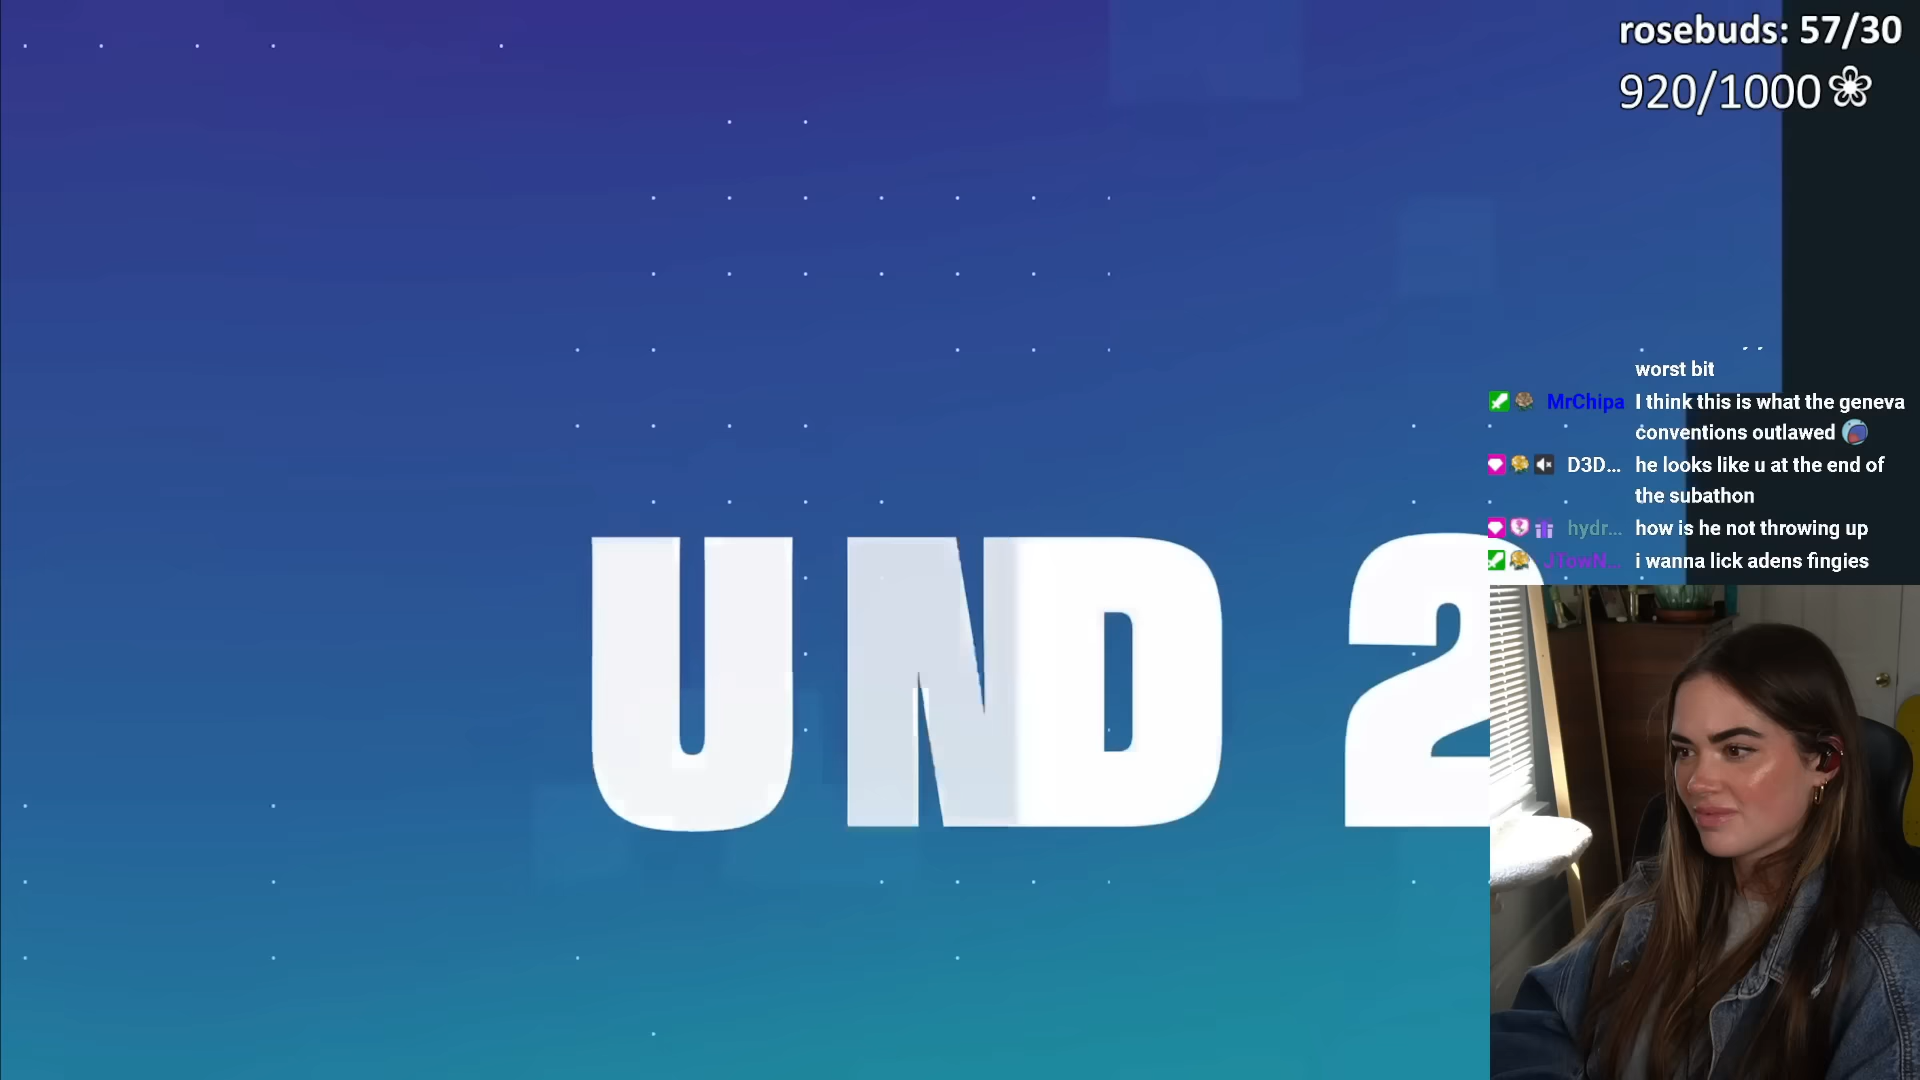 rosebuds: 57/30
920/1000
worst bit
MrChipa I think this is what the geneva
conventions outlawed
D3D... he looks like u at the end of
the subathon
hydr... how is he not throwing up
JTowN... i wanna lick adens fingies
UND 2